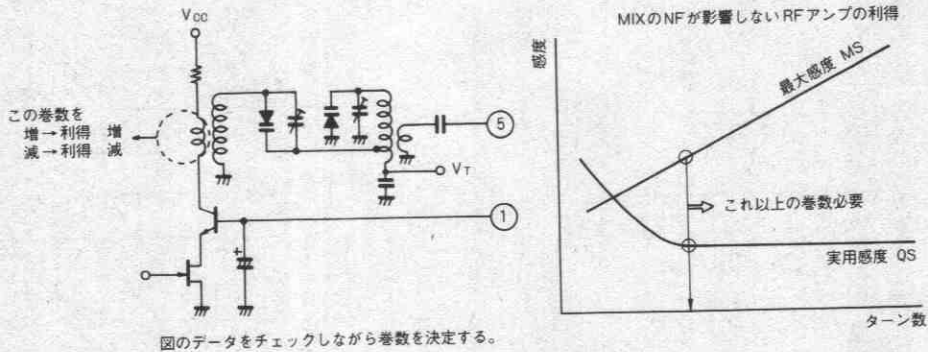 VCC
この巻数を
増→利得 増
減→利得 減
5
VT
1
図のデータをチェックしながら巻数を決定する。
MIXのNFが影響しないRFアンプの利得
感度
最大感度 MS
これ以上の巻数必要
実用感度 QS
ターン数